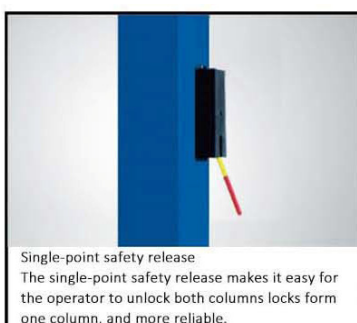 Single-point safety release
The single-point safety release makes it easy for
the operator to unlock both columns locks form
one column, and more reliable.